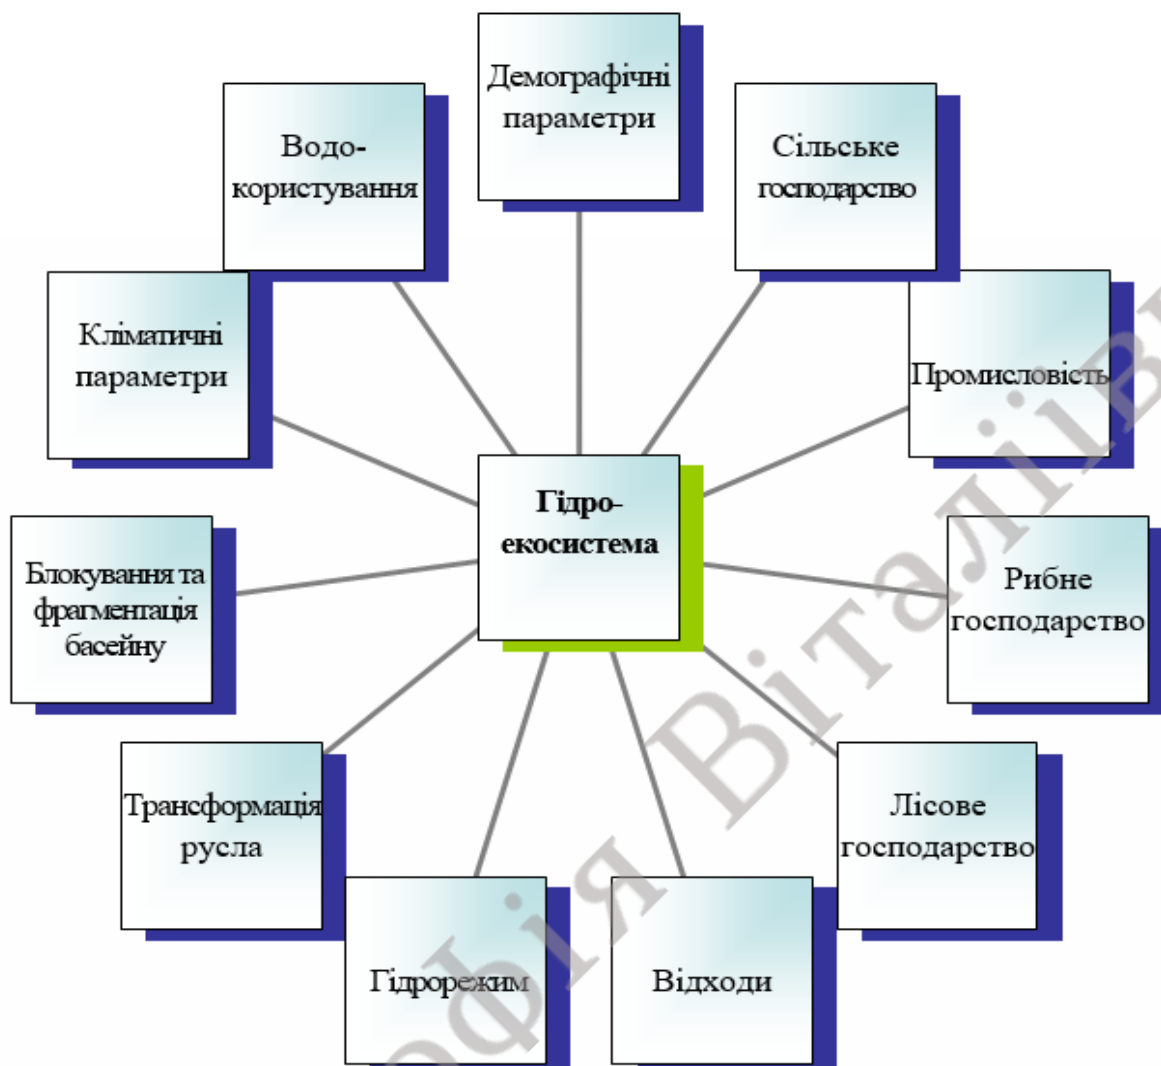 Демографічні
параметри
Водо-
користування
Сільське
господарство
Кліматичні
параметри
Промисловість
Гідро-
екосистема
Блокування та
фрагментація
басейну
Рибне
господарство
Трансформація
русла
Лісове
господарство
Гідрорежим
Відходи